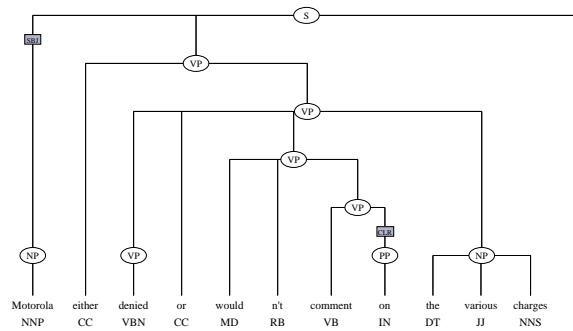 S
SBJ
VP
VP
VP
VP
CLR
NP VP PP NP
Motorola either denied or would n't comment on the various charges
NNP CC VBN CC MD RB VB IN DT JJ NNS